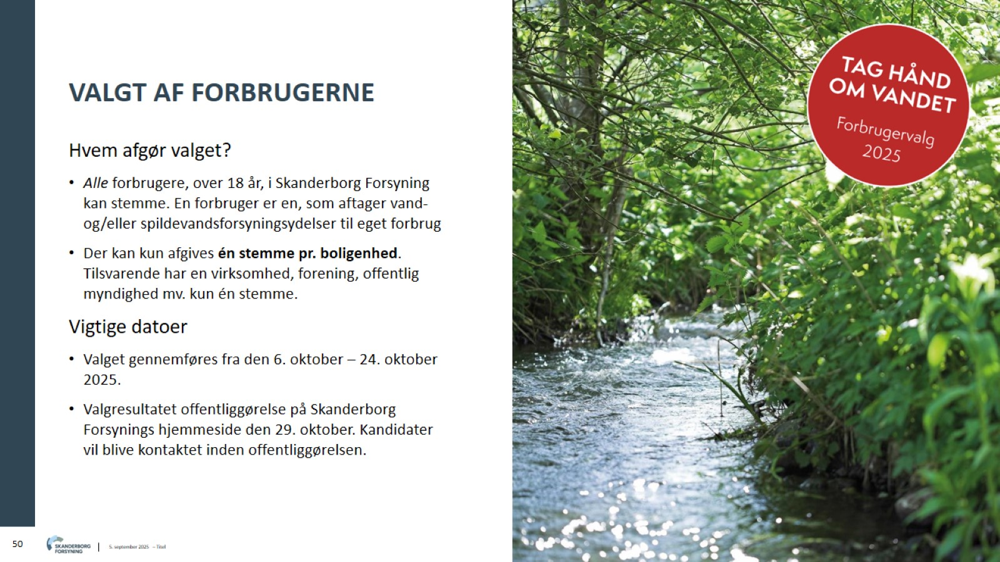 VALGT AF FORBRUGERNE
Hvem afgør valget?
• Alle forbrugere, over 18 år, i Skanderborg Forsyning
kan stemme. En forbruger er en, som aftager vand-
og/eller spildevandsforsyningsydelser til eget forbrug
• Der kan kun afgives én stemme pr. boligenhed.
Tilsvarende har en virksomhed, forening, offentlig
myndighed mv. kun én stemme.
Vigtige datoer
• Valget gennemføres fra den 6. oktober – 24. oktober
2025.
• Valgresultatet offentliggørelse på Skanderborg
Forsynings hjemmeside den 29. oktober. Kandidater
vil blive kontaktet inden offentliggørelsen.
TAG HÅND
OM VANDET
Forbrugervalg
2025
50
SKANDERBORG
FORSYNING
5. september 2025 – Titel